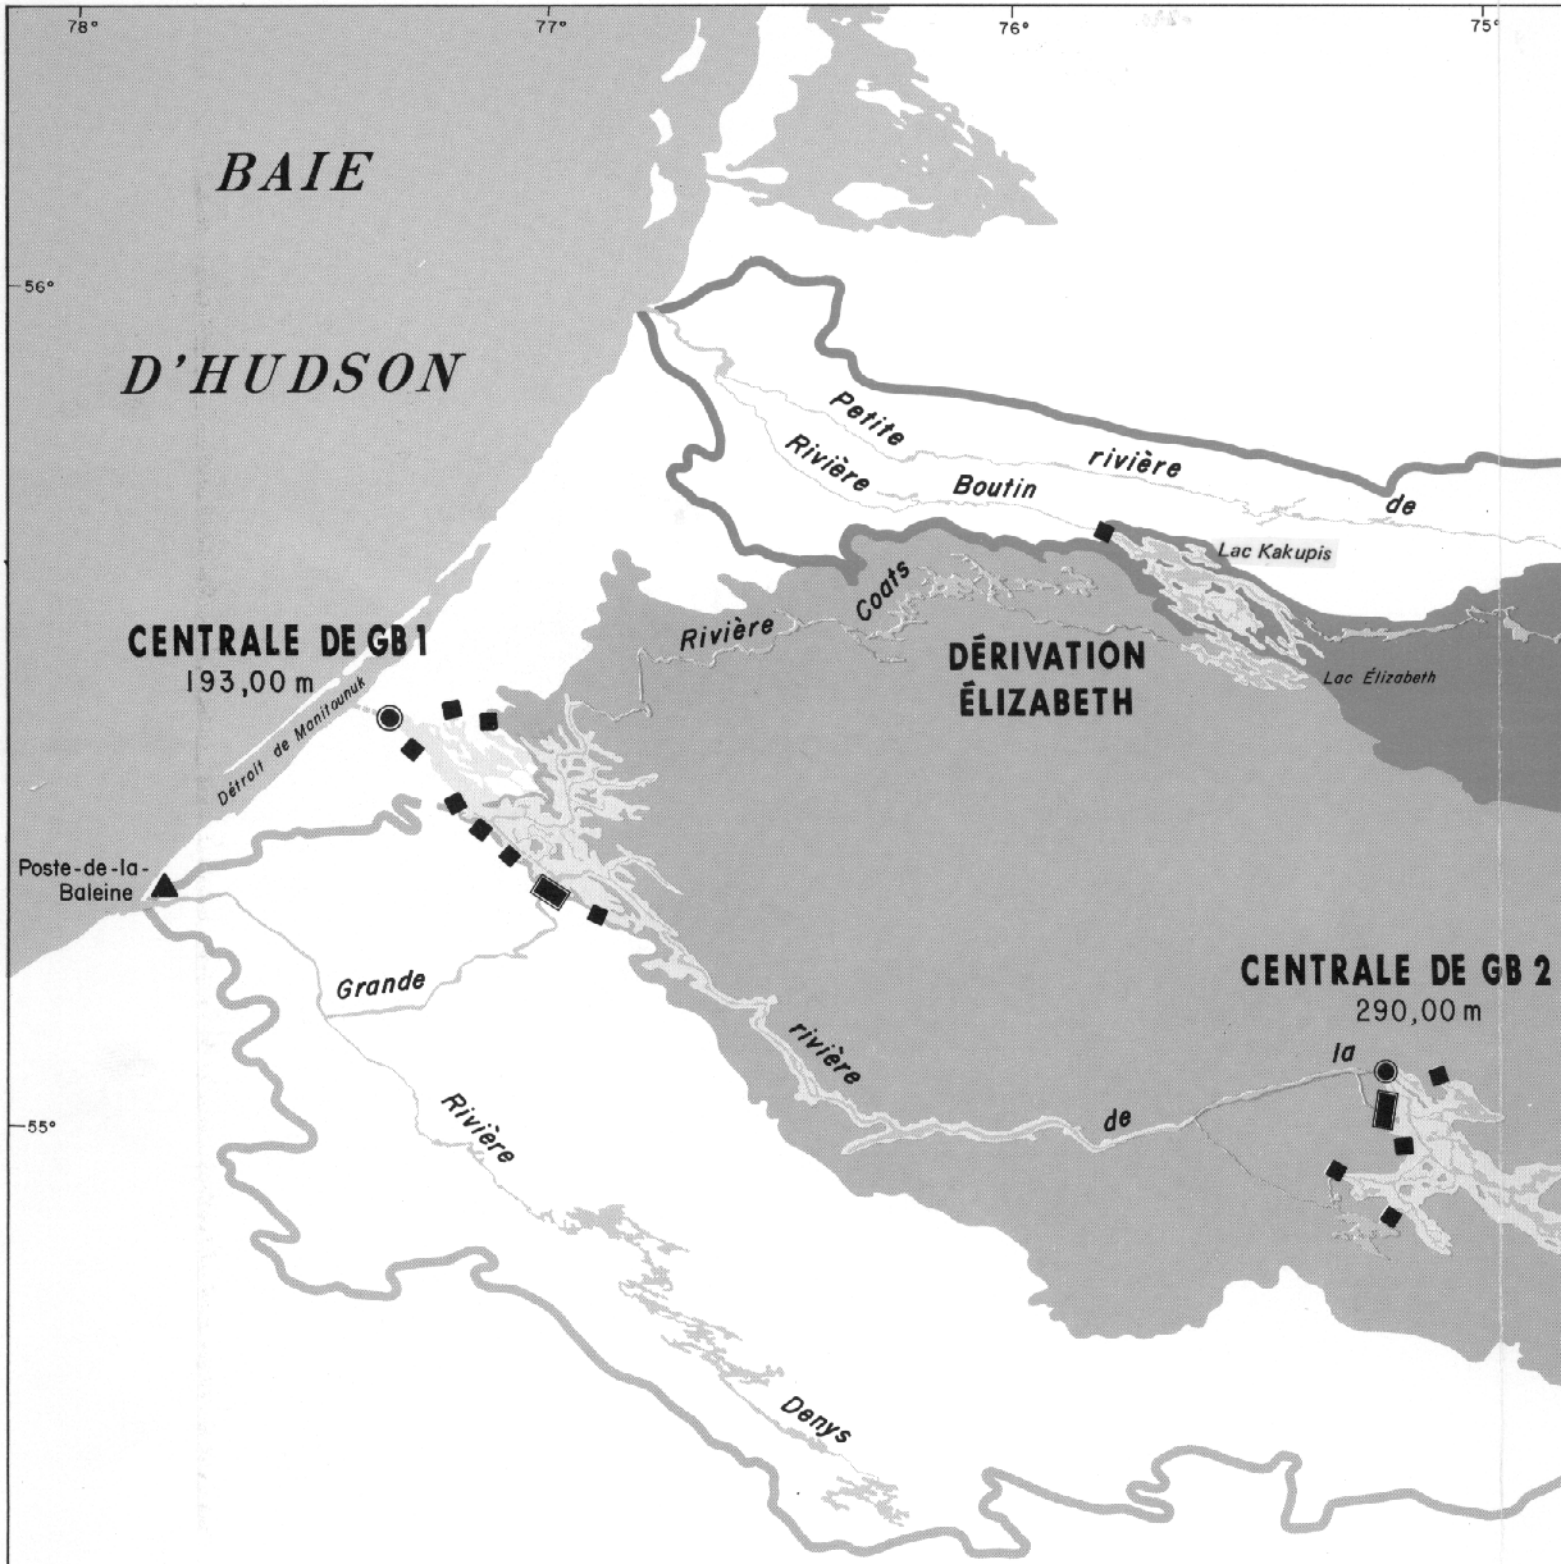 78°
77°
76°
75°
BAIE
D'HUDSON
56°
Petite
rivière
de
Rivière
Boutin
Lac Kakupis
Rivière
Coats
DÉRIVATION
ÉLIZABETH
Lac Élizabeth
CENTRALE DE GB 1
193,00 m
Détroit de Manitounuk
Poste-de-la-
Baleine
Grande
rivière
de
la
CENTRALE DE GB 2
290,00 m
55°
Rivière
Denys